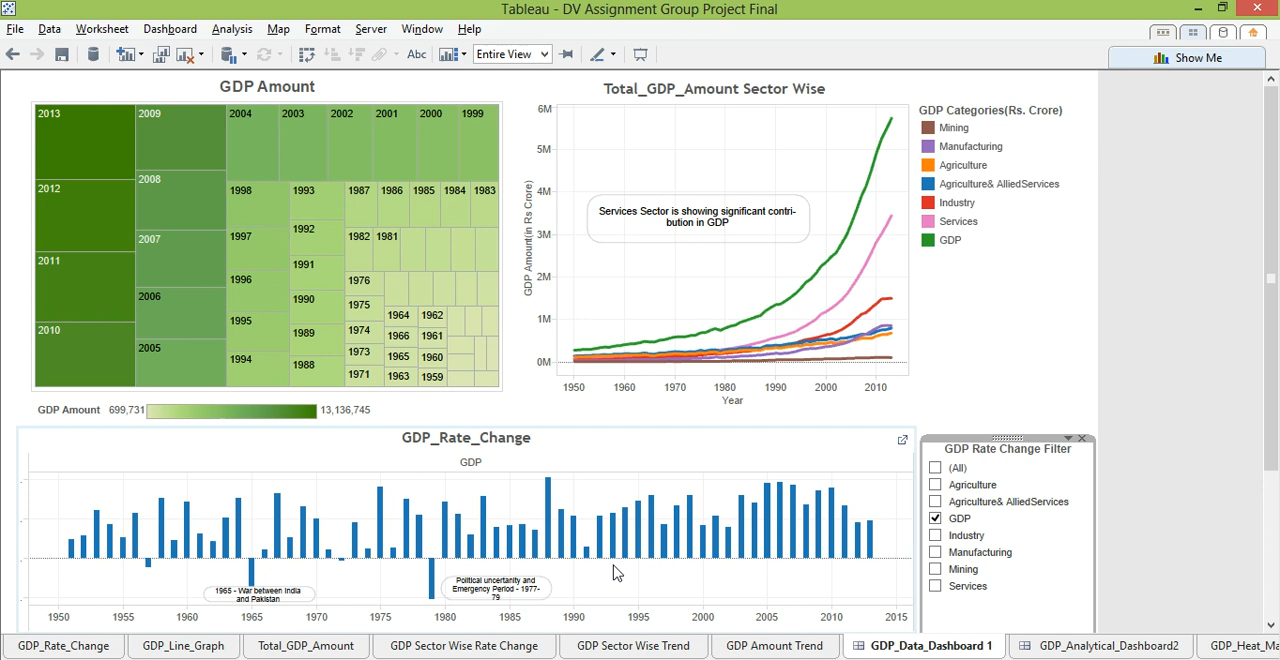 Tableau - DV Assignment Group Project Final
File Data Worksheet Dashboard Analysis Map Format Server Window Help
Abc Entire View
Show Me
GDP Amount
2013 2009 2004 2003 2002 2001 2000 1999
2012 2008 1998 1993 1987 1986 1985 1984 1983
2011 2007 1997 1992 1982 1981
2010 2006 1996 1991 1976
2005 1995 1990 1975
1994 1989 1974 1964 1962
1988 1973 1966 1961
1971 1965 1960
1963 1959
GDP Amount 699,731 13,136,745
Total_GDP_Amount Sector Wise
GDP Amount(in Rs Crore)
6M
5M
4M
3M
2M
1M
0M
Services Sector is showing significant contri-
bution in GDP
1950 1960 1970 1980 1990 2000 2010
Year
GDP Categories(Rs. Crore)
Mining
Manufacturing
Agriculture
Agriculture& AlliedServices
Industry
Services
GDP
GDP_Rate_Change
GDP
1965 - War between India
and Pakistan
Political uncertanity and
Emergency Period - 1977-
79
1950 1955 1960 1965 1970 1975 1980 1985 1990 1995 2000 2005 2010 2015
GDP Rate Change Filter
(All)
Agriculture
Agriculture& AlliedServices
GDP
Industry
Manufacturing
Mining
Services
GDP_Rate_Change GDP_Line_Graph Total_GDP_Amount GDP Sector Wise Rate Change GDP Sector Wise Trend GDP Amount Trend GDP_Data_Dashboard 1 GDP_Analytical_Dashboard2 GDP_Heat_Ma